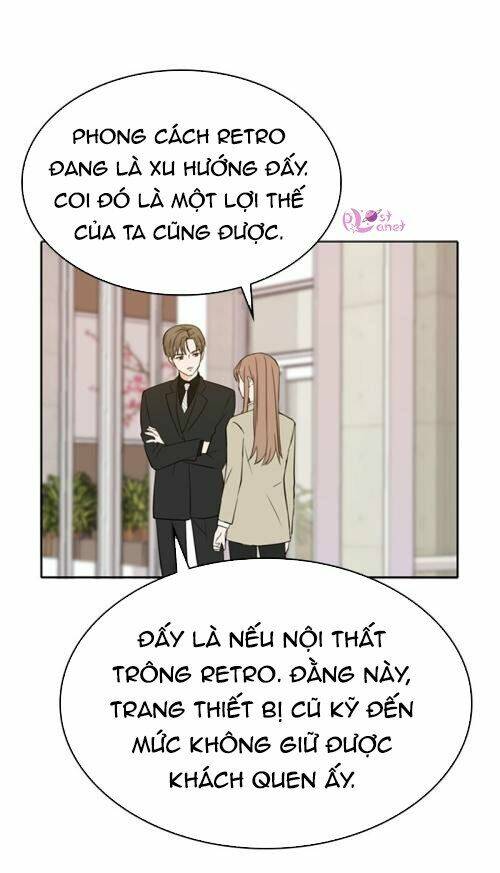 PHONG CÁCH RETRO
ĐANG LÀ XU HƯỚNG ĐẤY.
COI ĐÓ LÀ MỘT LỢI THẾ
CỦA TA CŨNG ĐƯỢC.
Lost
Planet
ĐẤY LÀ NẾU NỘI THẤT
TRÔNG RETRO. ĐẰNG NÀY,
TRANG THIẾT BỊ CŨ KỸ ĐẾN
MỨC KHÔNG GIỮ ĐƯỢC
KHÁCH QUEN ẤY.